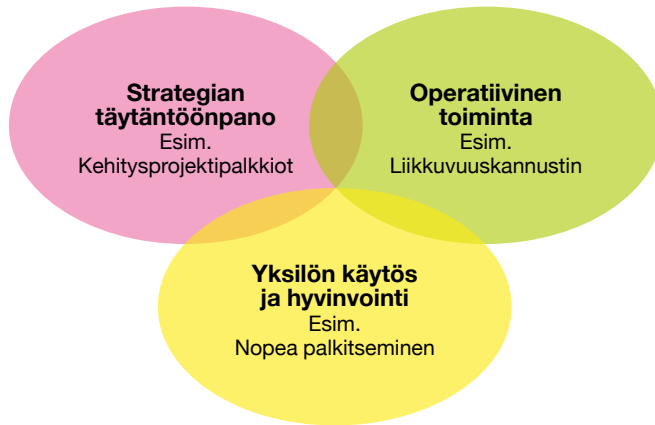 Strategian
täytäntöönpano
Esim.
Kehitysprojektipalkkiot
Operatiivinen
toiminta
Esim.
Liikkuvuuskannustin
Yksilön käytös
ja hyvinvointi
Esim.
Nopea palkitseminen